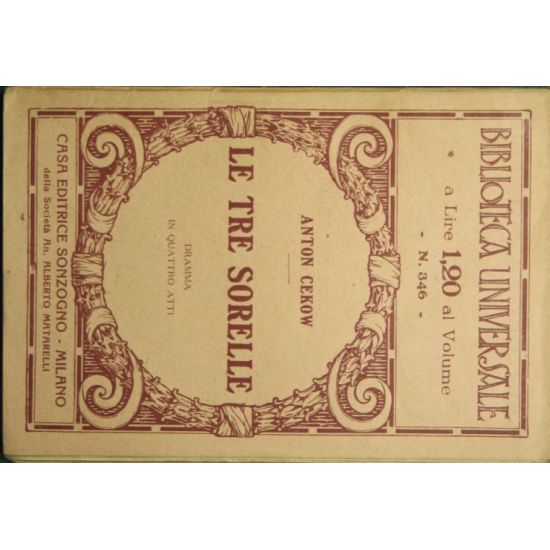 BIBLIOTECA UNIVERSALE
a Lire 1,20 al Volume
- N. 346 -
ANTON CEKOW
LE TRE SORELLE
DRAMMA
IN QUATTRO ATTI
CASA EDITRICE SONZOGNO - MILANO
della Società An. ALBERTO MATARELLI